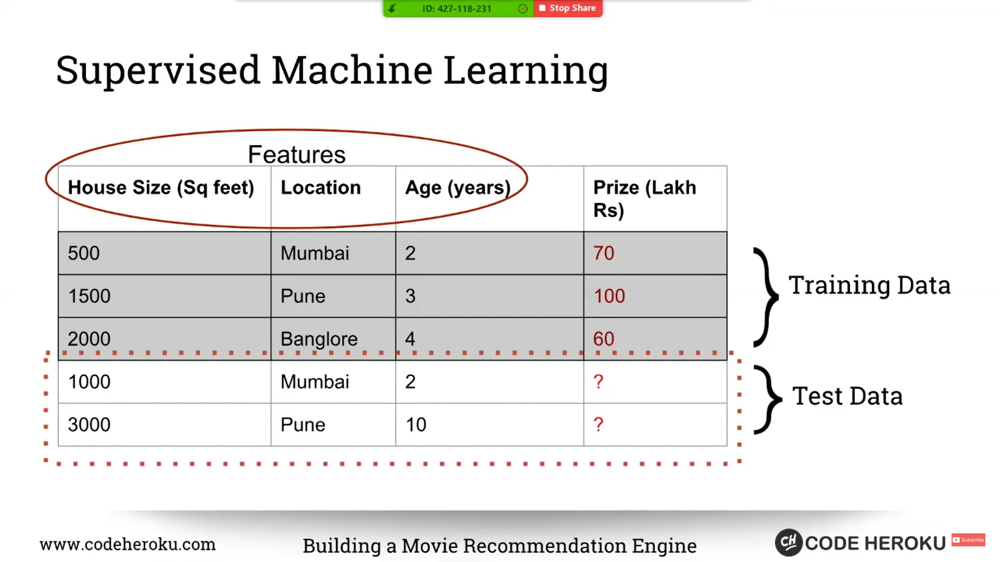 ID: 427-118-231 Stop Share
Supervised Machine Learning
Features
House Size (Sq feet) Location Age (years) Prize (Lakh
Rs)
500 Mumbai 2 70
1500 Pune 3 100
2000 Banglore 4 60
Training Data
1000 Mumbai 2 ?
3000 Pune 10 ?
Test Data
www.codeheroku.com Building a Movie Recommendation Engine CH CODE HEROKU Subscribe